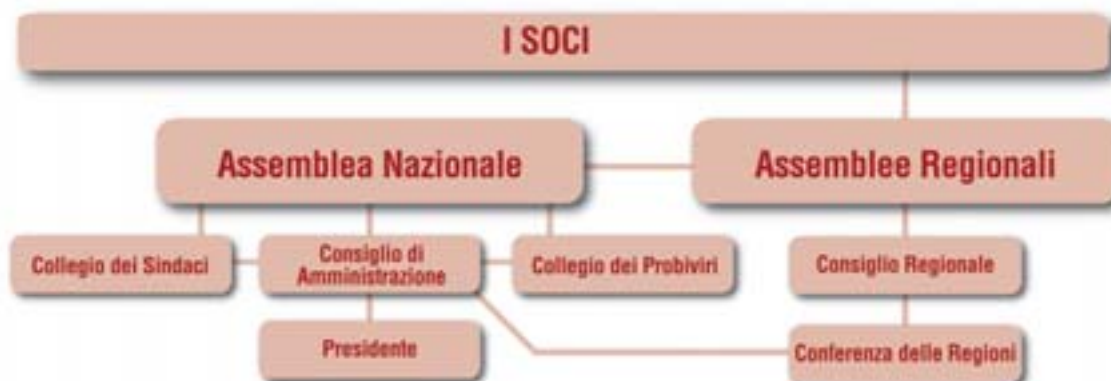 I SOCI
Assemblea Nazionale
Assemblee Regionali
Collegio dei Sindaci
Consiglio di
Amministrazione
Collegio dei Probiviri
Consiglio Regionale
Presidente
Conferenza delle Regioni